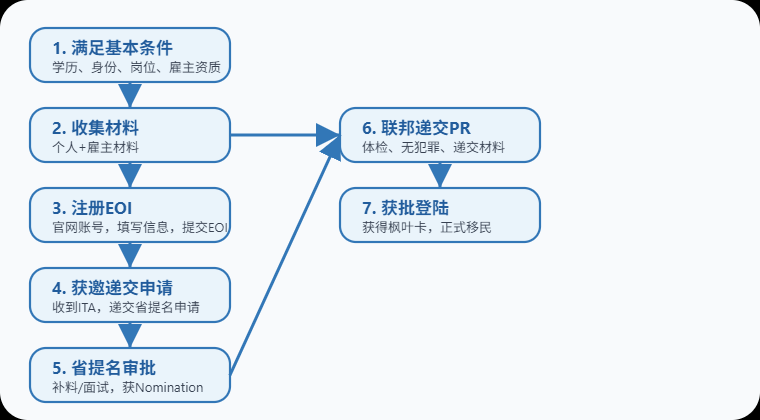 1. 满足基本条件
学历、身份、岗位、雇主资质
2. 收集材料
个人+雇主材料
3. 注册EOI
官网账号，填写信息，提交EOI
4. 获邀递交申请
收到ITA，递交省提名申请
5. 省提名审批
补料/面试，获Nomination
6. 联邦递交PR
体检、无犯罪、递交材料
7. 获批登陆
获得枫叶卡，正式移民